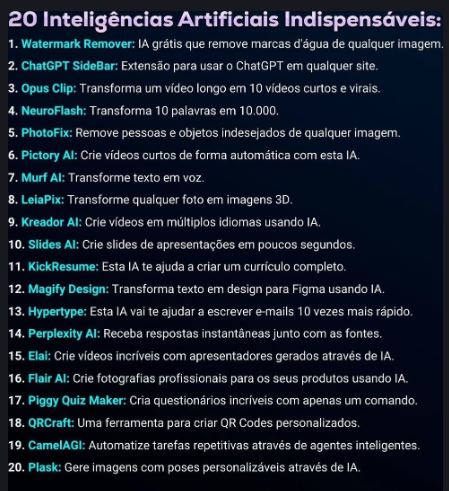 20 Inteligências Artificiais Indispensáveis:
1. Watermark Remover: IA grátis que remove marcas d'água de qualquer imagem.
2. ChatGPT SideBar: Extensão para usar o ChatGPT em qualquer site.
3. Opus Clip: Transforma um vídeo longo em 10 vídeos curtos e virais.
4. NeuroFlash: Transforma 10 palavras em 10.000.
5. PhotoFix: Remove pessoas e objetos indesejados de qualquer imagem.
6. Pictory AI: Crie vídeos curtos de forma automática com esta IA.
7. Murf AI: Transforme texto em voz.
8. LeiaPix: Transforme qualquer foto em imagens 3D.
9. Kreador AI: Crie vídeos em múltiplos idiomas usando IA.
10. Slides AI: Crie slides de apresentações em poucos segundos.
11. KickResume: Esta IA te ajuda a criar um currículo completo.
12. Magify Design: Transforma texto em design para Figma usando IA.
13. Hypertype: Esta IA vai te ajudar a escrever e-mails 10 vezes mais rápido.
14. Perplexity AI: Receba respostas instantâneas junto com as fontes.
15. Elai: Crie vídeos incríveis com apresentadores gerados através de IA.
16. Flair AI: Crie fotografias profissionais para os seus produtos usando IA.
17. Piggy Quiz Maker: Cria questionários incríveis com apenas um comando.
18. QRCraft: Uma ferramenta para criar QR Codes personalizados.
19. CamelAGI: Automatize tarefas repetitivas através de agentes inteligentes.
20. Plask: Gere imagens com poses personalizáveis através de IA.